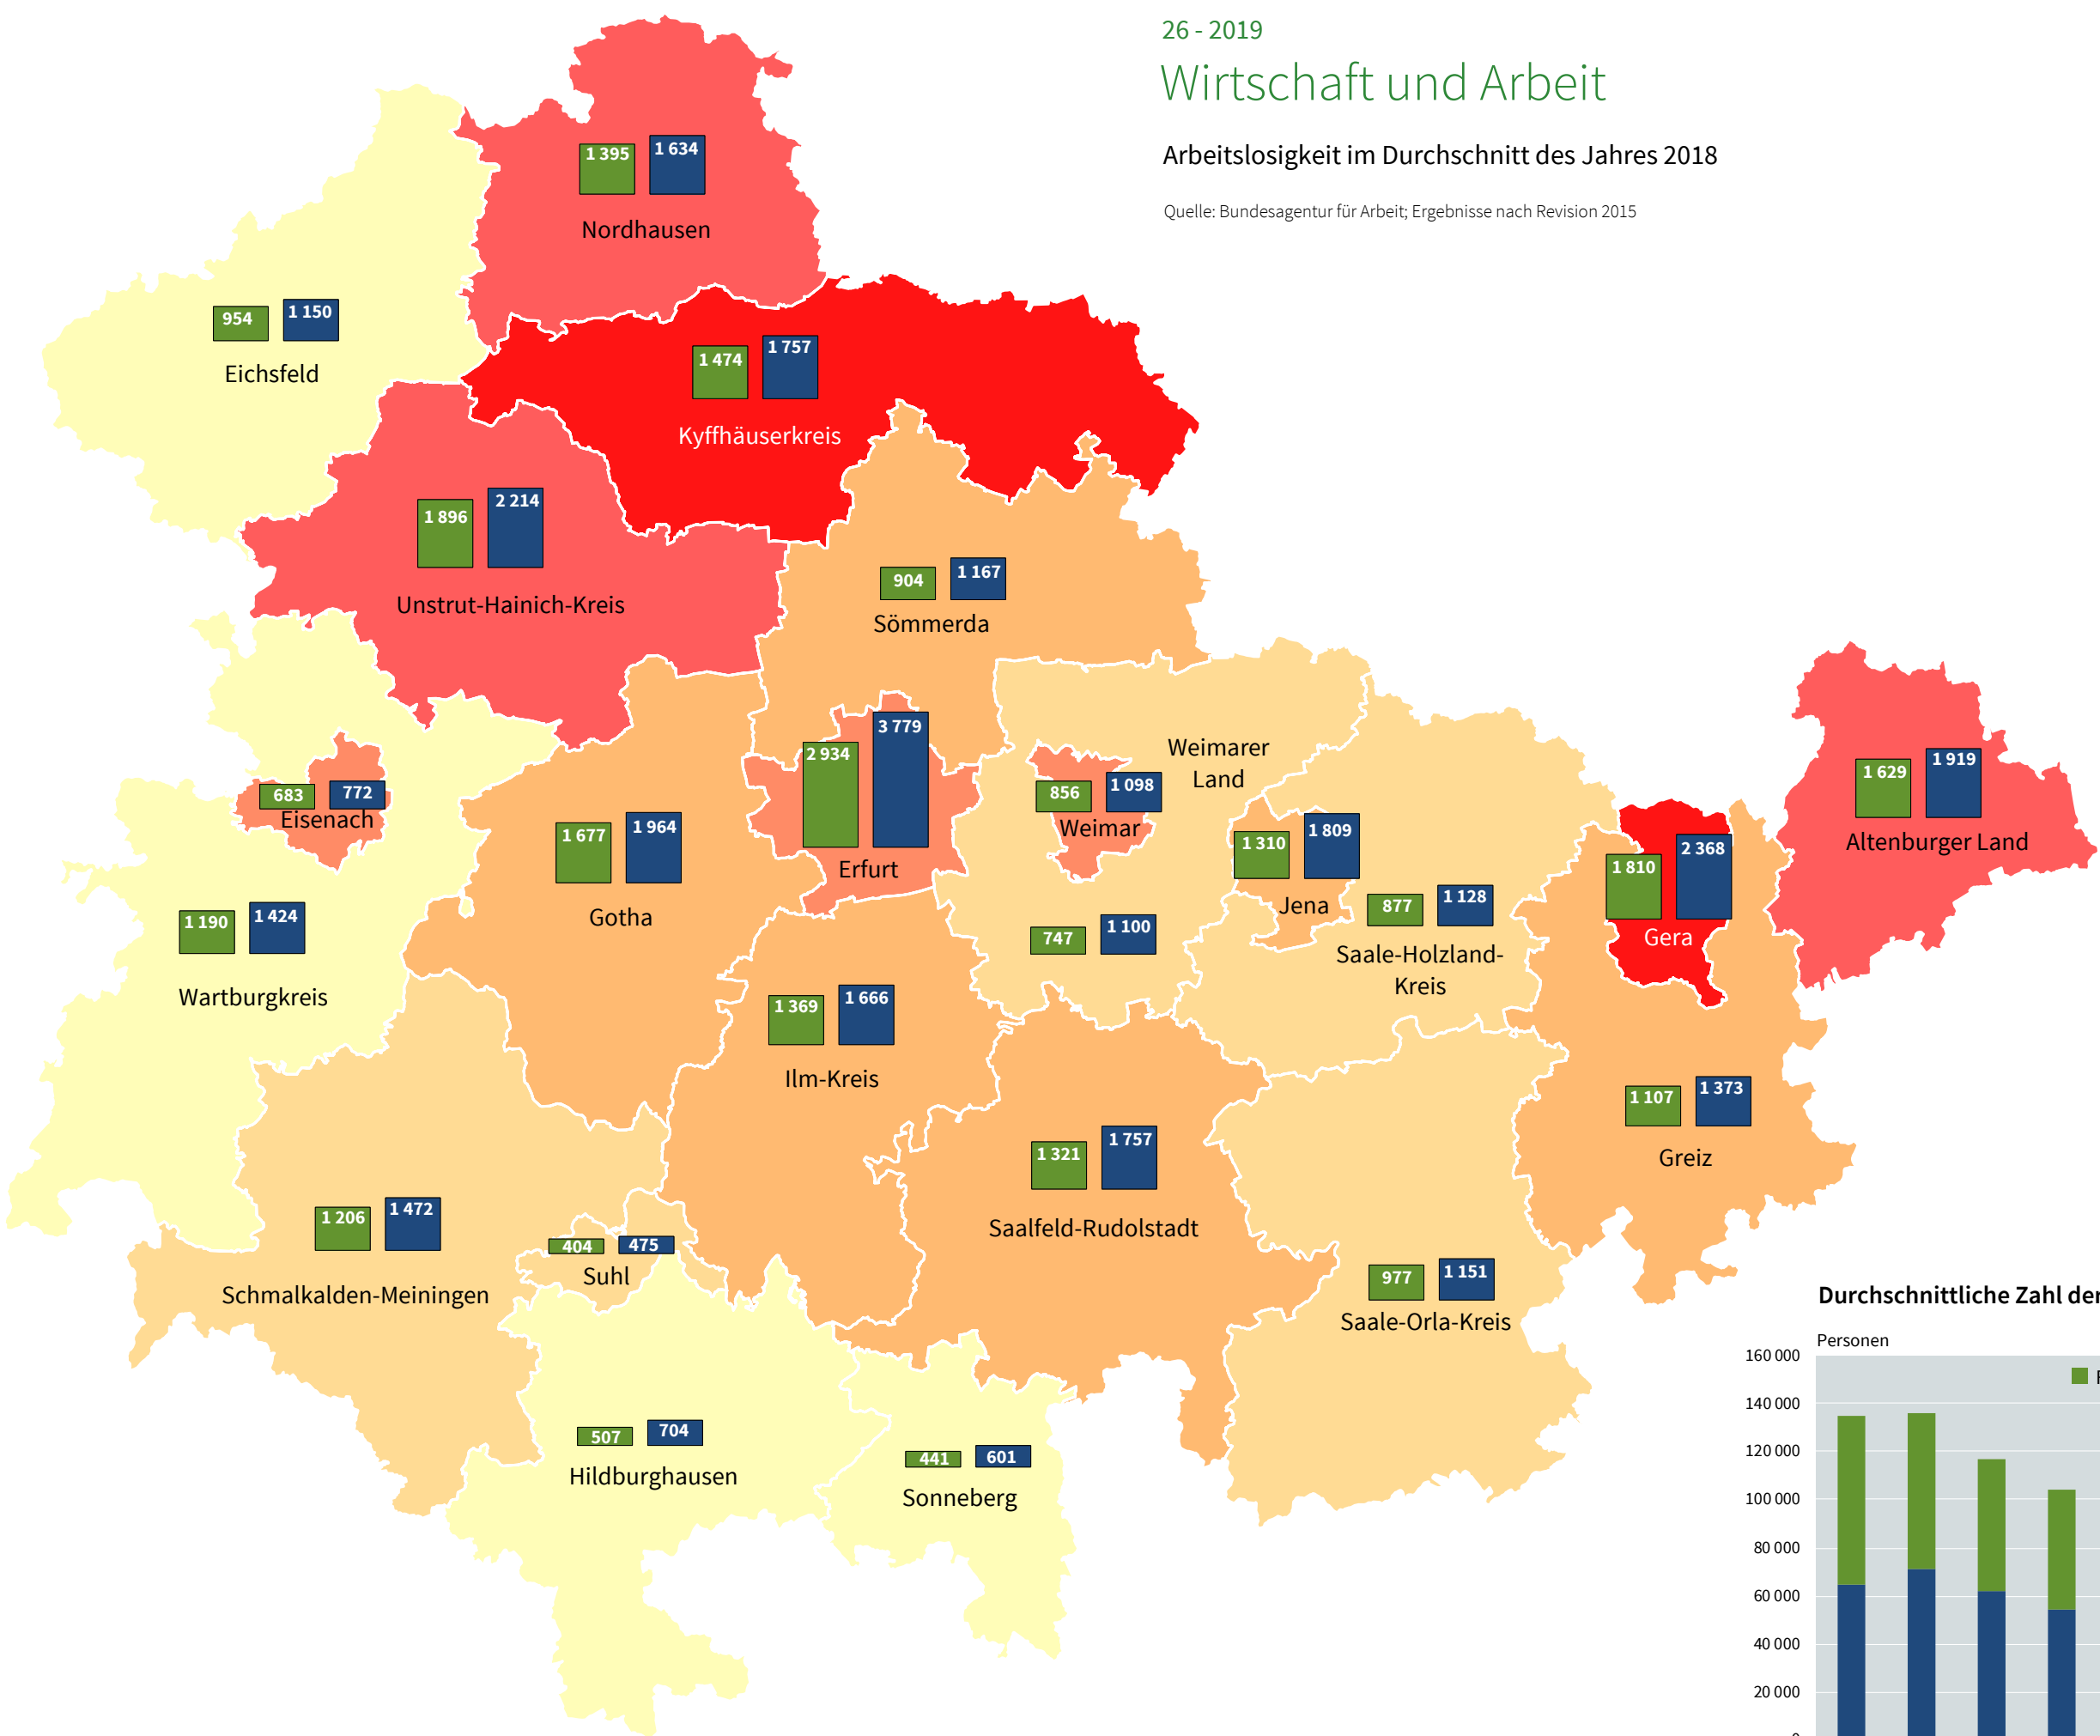 26 - 2019
Wirtschaft und Arbeit
Arbeitslosigkeit im Durchschnitt des Jahres 2018
Quelle: Bundesagentur für Arbeit; Ergebnisse nach Revision 2015
1 395 1 634
Nordhausen
954 1 150
Eichsfeld
1 474 1 757
Kyffhäuserkreis
1 896 2 214
Unstrut-Hainich-Kreis
904 1 167
Sömmerda
2 934 3 779
Erfurt
683 772
Eisenach
1 677 1 964
Gotha
856 1 098
Weimar
Weimarer
Land
747 1 100
1 310 1 809
Jena
877 1 128
Saale-Holzland-
Kreis
1 810 2 368
Gera
1 629 1 919
Altenburger Land
1 190 1 424
Wartburgkreis
1 369 1 666
Ilm-Kreis
1 107 1 373
Greiz
1 321 1 757
Saalfeld-Rudolstadt
1 206 1 472
Schmalkalden-Meiningen
404 475
Suhl
977 1 151
Saale-Orla-Kreis
507 704
Hildburghausen
441 601
Sonneberg
Durchschnittliche Zahl der
Personen
160 000
140 000
120 000
100 000
80 000
60 000
40 000
20 000